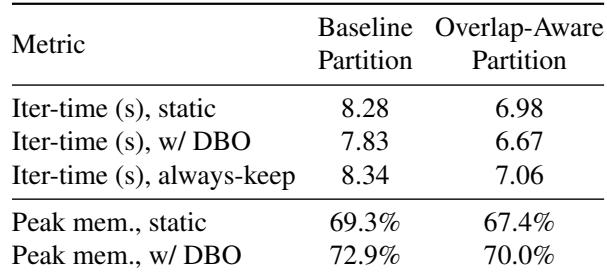 Metric Baseline Partition Overlap-Aware Partition
Iter-time (s), static 8.28 6.98
Iter-time (s), w/ DBO 7.83 6.67
Iter-time (s), always-keep 8.34 7.06
Peak mem., static 69.3% 67.4%
Peak mem., w/ DBO 72.9% 70.0%